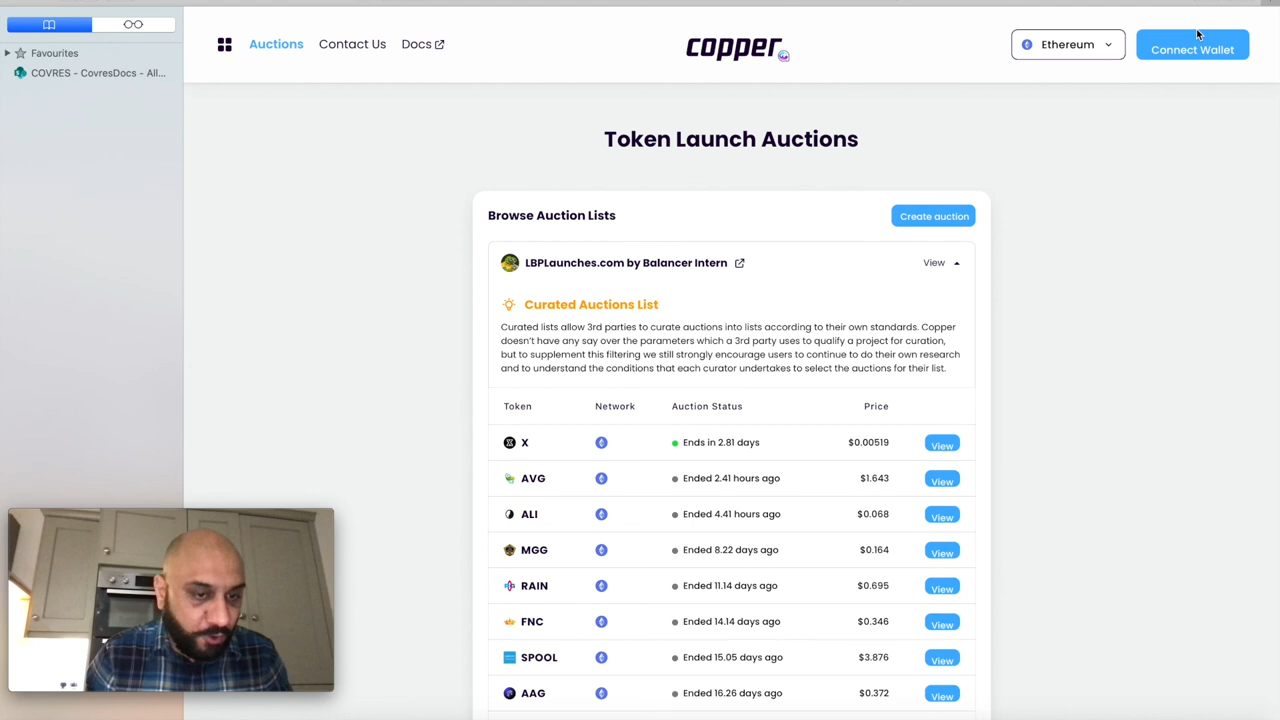 Auctions
Contact Us
Docs
copper
Ethereum
Connect Wallet
Favourites
COVRES - CovresDocs - All...
Token Launch Auctions
Browse Auction Lists
Create auction
LBPLaunches.com by Balancer Intern
View
Curated Auctions List
Curated lists allow 3rd parties to curate auctions into lists according to their own standards. Copper
doesn't have any say over the parameters which a 3rd party uses to qualify a project for curation,
but to supplement this filtering we still strongly encourage users to continue to do their own research
and to understand the conditions that each curator undertakes to select the auctions for their list.
Token Network Auction Status Price
X Ends in 2.81 days $0.00519 View
AVG Ended 2.41 hours ago $1.643 View
ALI Ended 4.41 hours ago $0.068 View
MGG Ended 8.22 days ago $0.164 View
RAIN Ended 11.14 days ago $0.695 View
FNC Ended 14.14 days ago $0.346 View
SPOOL Ended 15.05 days ago $3.876 View
AAG Ended 16.26 days ago $0.372 View